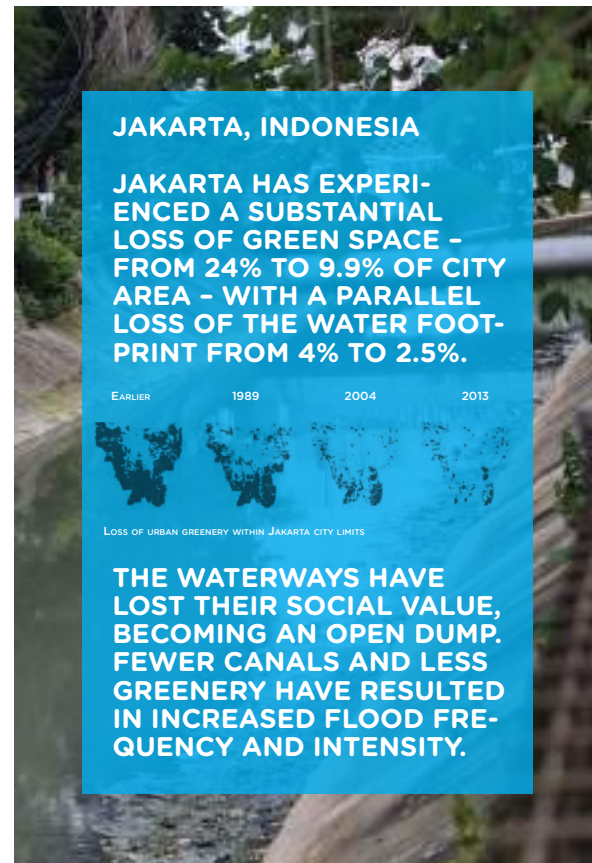 JAKARTA, INDONESIA
JAKARTA HAS EXPERI-
ENCED A SUBSTANTIAL
LOSS OF GREEN SPACE –
FROM 24% TO 9.9% OF CITY
AREA – WITH A PARALLEL
LOSS OF THE WATER FOOT-
PRINT FROM 4% TO 2.5%.
Earlier 1989 2004 2013
Loss of urban greenery within Jakarta city limits
THE WATERWAYS HAVE
LOST THEIR SOCIAL VALUE,
BECOMING AN OPEN DUMP.
FEWER CANALS AND LESS
GREENERY HAVE RESULTED
IN INCREASED FLOOD FRE-
QUENCY AND INTENSITY.